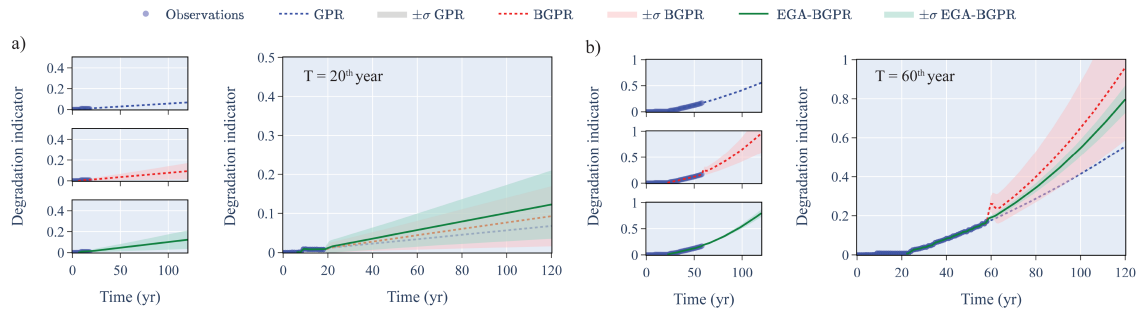 Observations GPR ±σ GPR BGPR ±σ BGPR EGA-BGPR ±σ EGA-BGPR
a)
Degradation indicator
0.4
0.2
0
0.4
0.2
0
0.4
0.2
0
0 50 100
Time (yr)
Degradation indicator
T = 20th year
0.5
0.4
0.3
0.2
0.1
0
0 20 40 60 80 100 120
Time (yr)
b)
Degradation indicator
1
0.5
0
1
0.5
0
1
0.5
0
0 50 100
Time (yr)
Degradation indicator
T = 60th year
1
0.8
0.6
0.4
0.2
0
0 20 40 60 80 100 120
Time (yr)